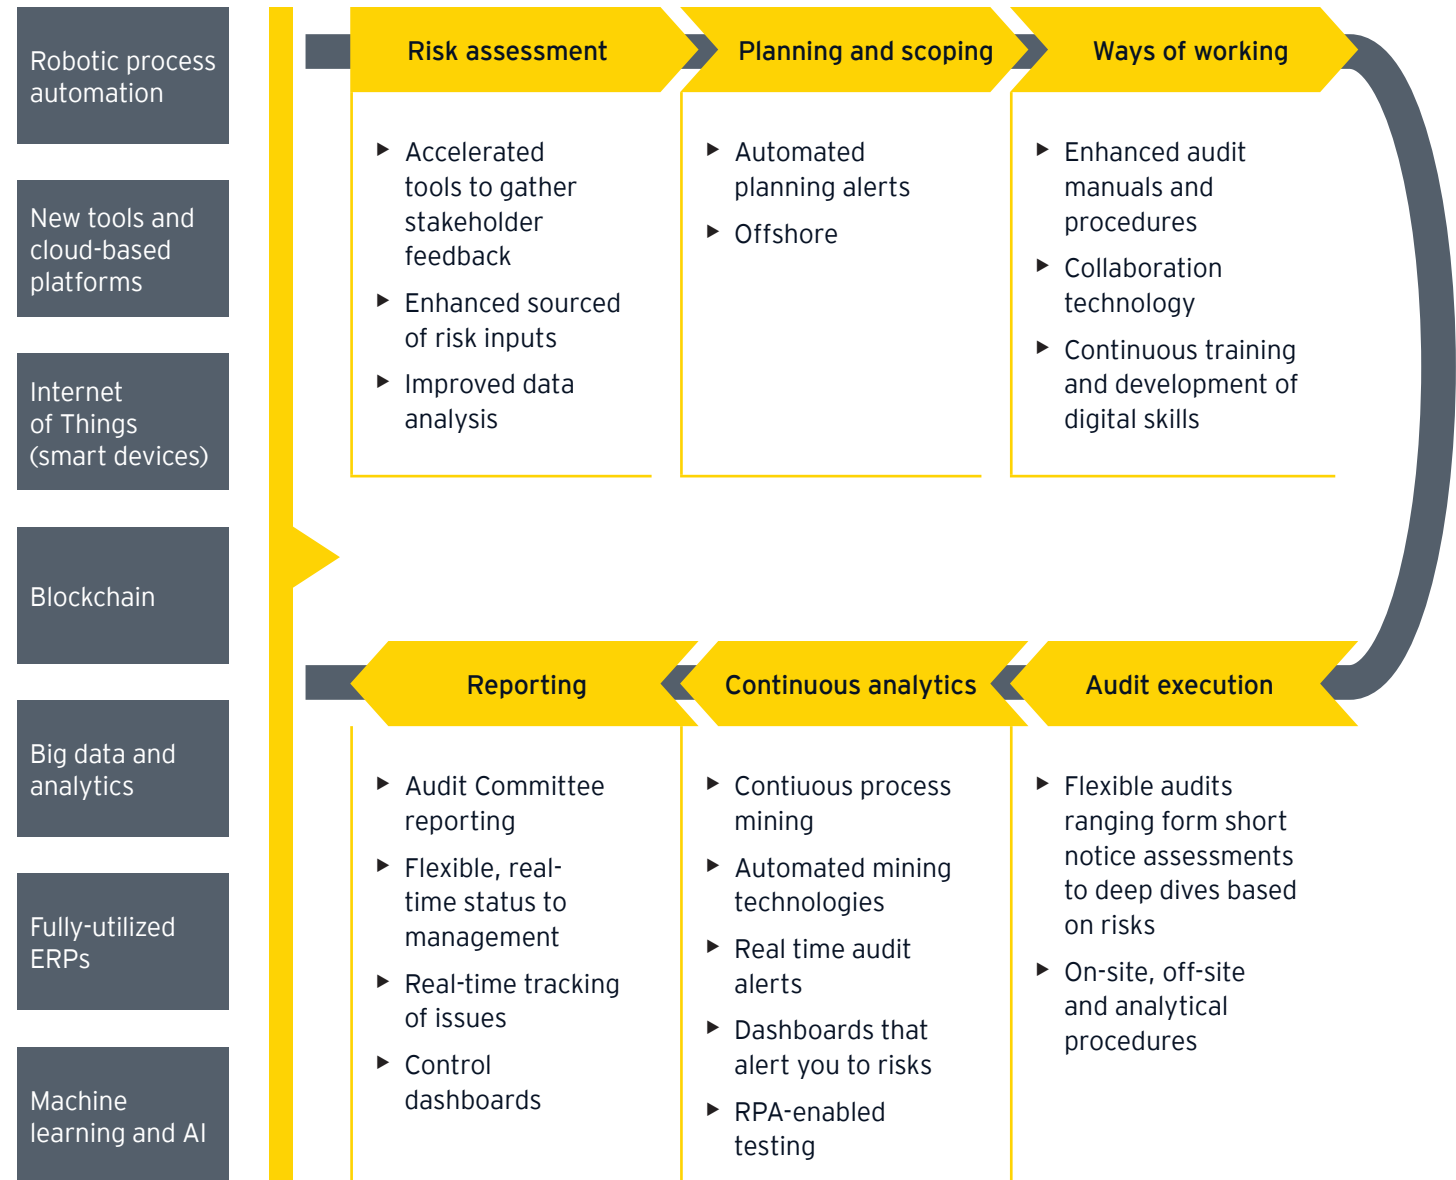 Robotic process
automation
New tools and
cloud-based
platforms
Internet
of Things
(smart devices)
Blockchain
Big data and
analytics
Fully-utilized
ERPs
Machine
learning and AI
Risk assessment
▶ Accelerated
tools to gather
stakeholder
feedback
▶ Enhanced sourced
of risk inputs
▶ Improved data
analysis
Planning and scoping
▶ Automated
planning alerts
▶ Offshore
Ways of working
▶ Enhanced audit
manuals and
procedures
▶ Collaboration
technology
▶ Continuous training
and development of
digital skills
Reporting
▶ Audit Committee
reporting
▶ Flexible, real-
time status to
management
▶ Real-time tracking
of issues
▶ Control
dashboards
Continuous analytics
▶ Contiuous process
mining
▶ Automated mining
technologies
▶ Real time audit
alerts
▶ Dashboards that
alert you to risks
▶ RPA-enabled
testing
Audit execution
▶ Flexible audits
ranging form short
notice assessments
to deep dives based
on risks
▶ On-site, off-site
and analytical
procedures